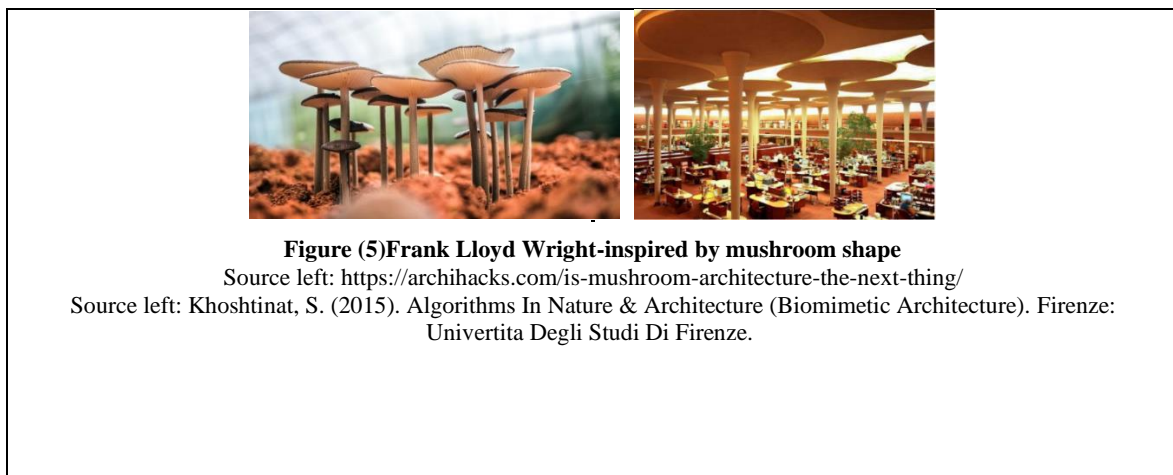 Figure (5)Frank Lloyd Wright-inspired by mushroom shape
Source left: https://archihacks.com/is-mushroom-architecture-the-next-thing/
Source left: Khoshtinat, S. (2015). Algorithms In Nature & Architecture (Biomimetic Architecture). Firenze:
Univertita Degli Studi Di Firenze.